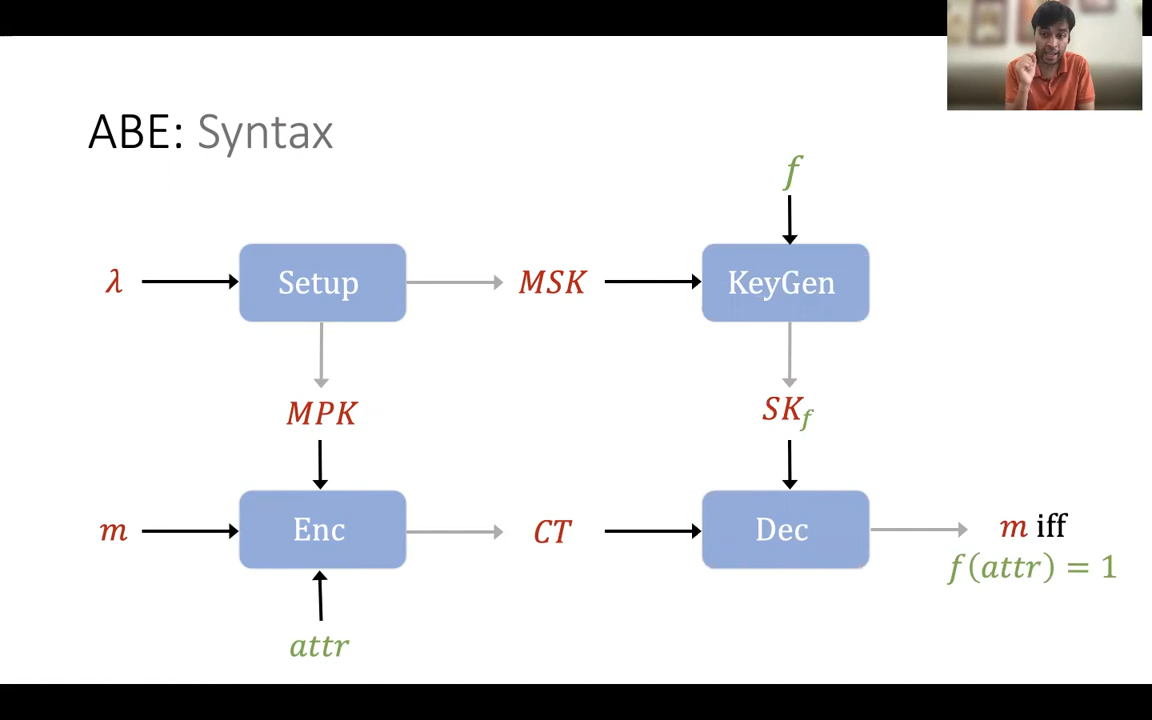 ABE: Syntax
f
λ
Setup
MSK
KeyGen
MPK
SK_f
m
Enc
CT
Dec
m iff
f(attr) = 1
attr